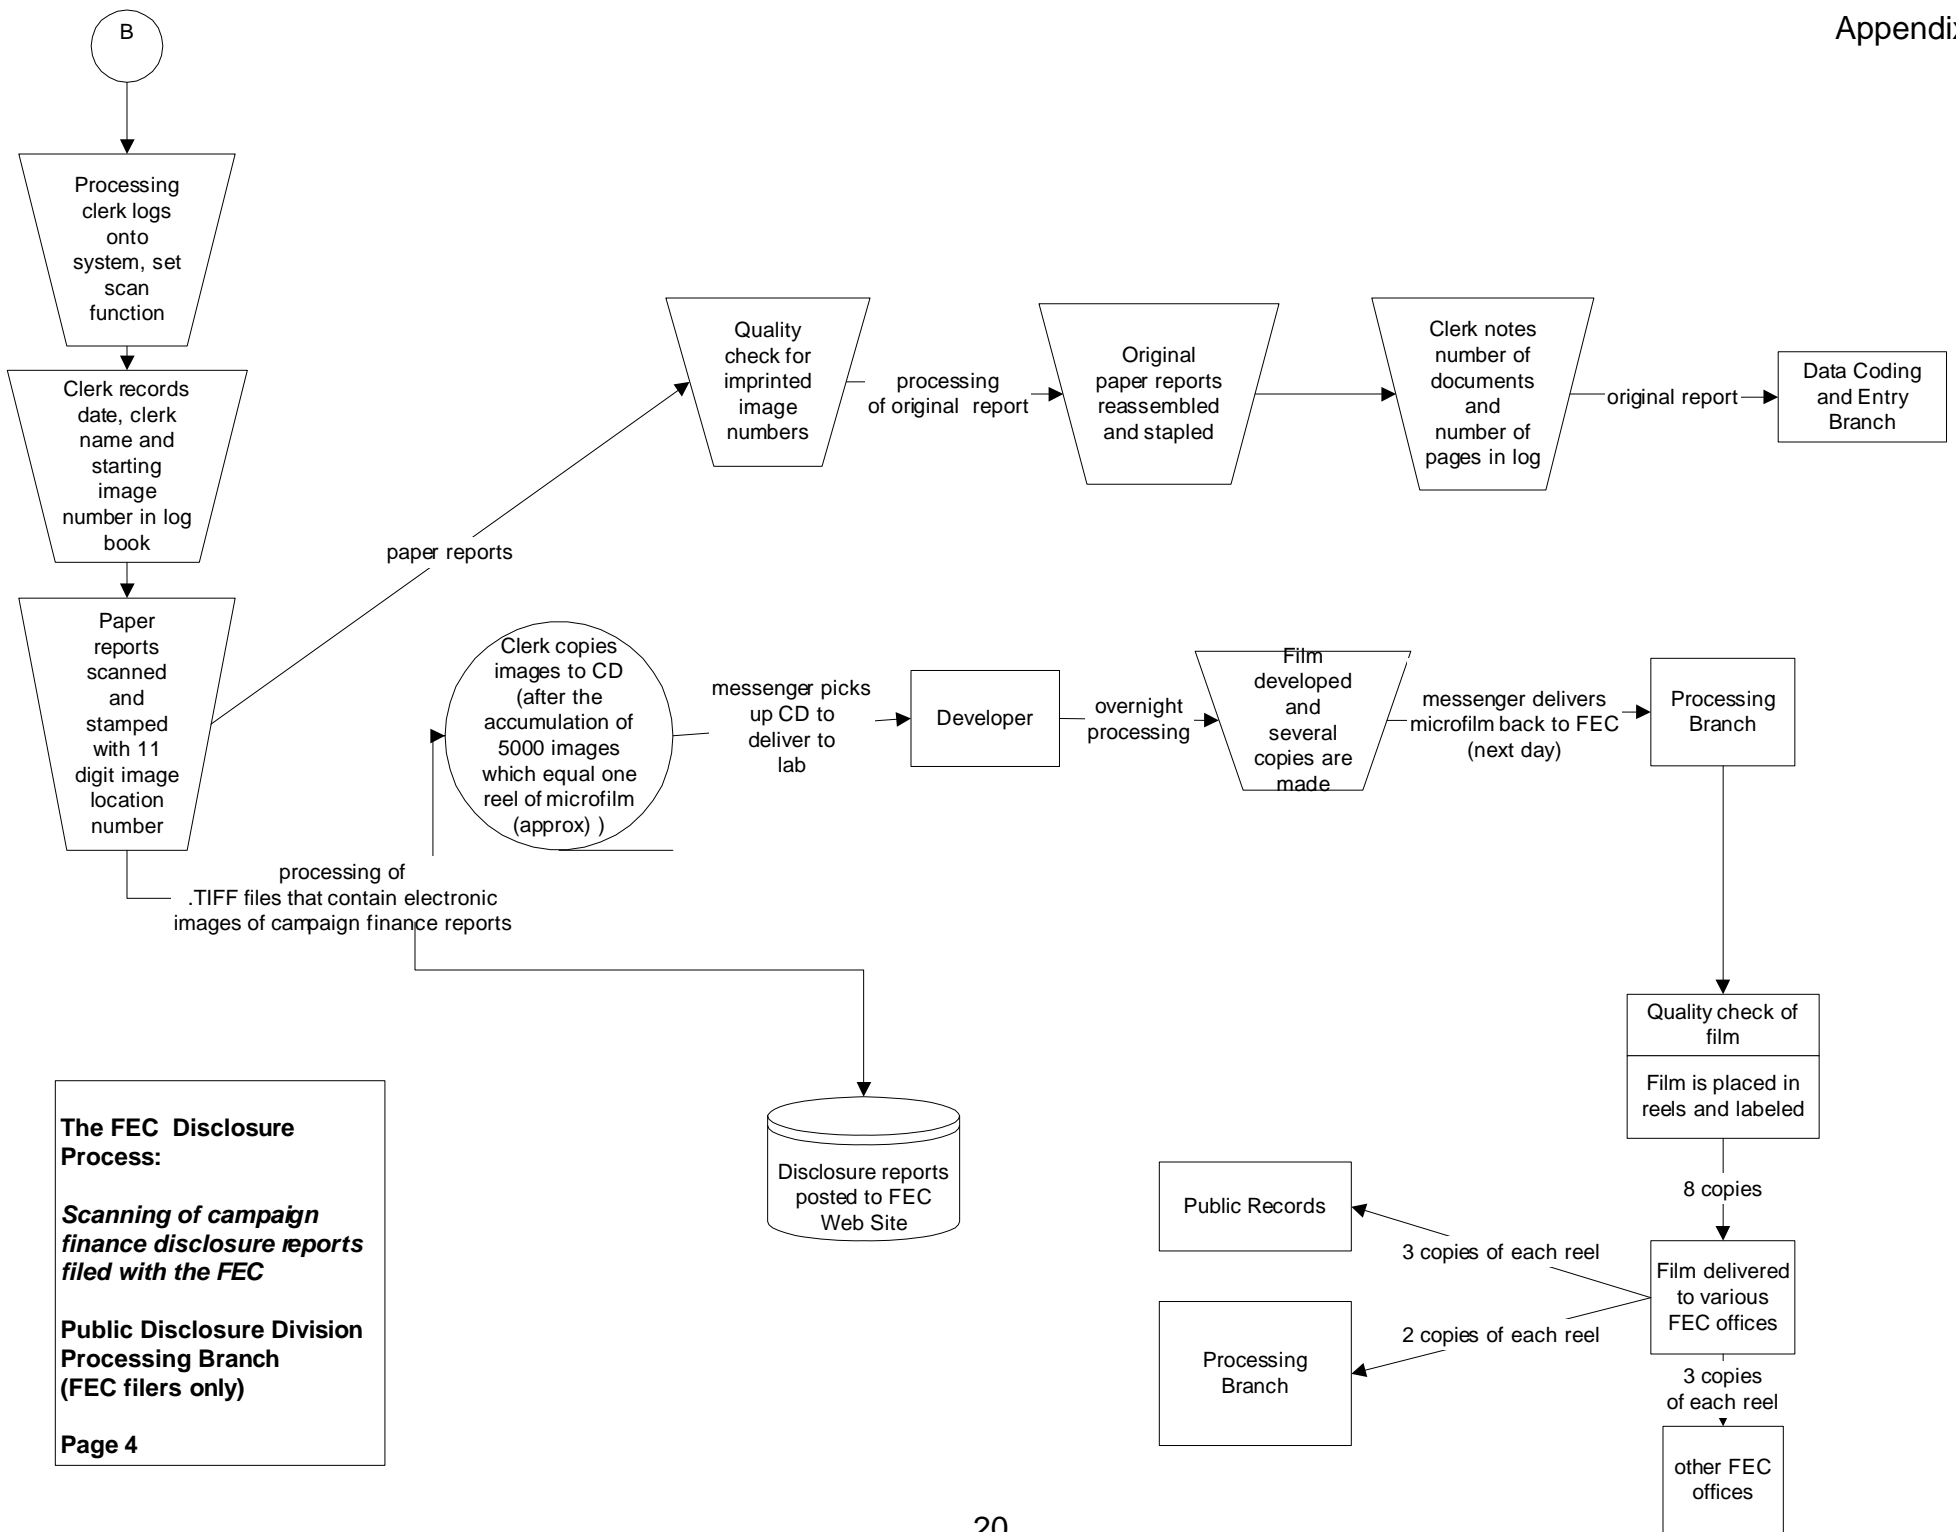 Appendix
B
Processing
clerk logs
onto
system, set
scan
function
Clerk records
date, clerk
name and
starting
image
number in log
book
Paper
reports
scanned
and
stamped
with 11
digit image
location
number
paper reports
Quality
check for
imprinted
image
numbers
processing
of original report
Original
paper reports
reassembled
and stapled
Clerk notes
number of
documents
and
number of
pages in log
original report
Data Coding
and Entry
Branch
processing of
.TIFF files that contain electronic
images of campaign finance reports
Clerk copies
images to CD
(after the
accumulation of
5000 images
which equal one
reel of microfilm
(approx) )
messenger picks
up CD to
deliver to
lab
Developer
overnight
processing
Film
developed
and
several
copies are
made
messenger delivers
microfilm back to FEC
(next day)
Processing
Branch
Quality check of
film
Film is placed in
reels and labeled
8 copies
Film delivered
to various
FEC offices
3 copies of each reel
Public Records
2 copies of each reel
Processing
Branch
3 copies
of each reel
other FEC
offices
Disclosure reports
posted to FEC
Web Site
The FEC Disclosure
Process:
Scanning of campaign
finance disclosure reports
filed with the FEC
Public Disclosure Division
Processing Branch
(FEC filers only)
Page 4
20